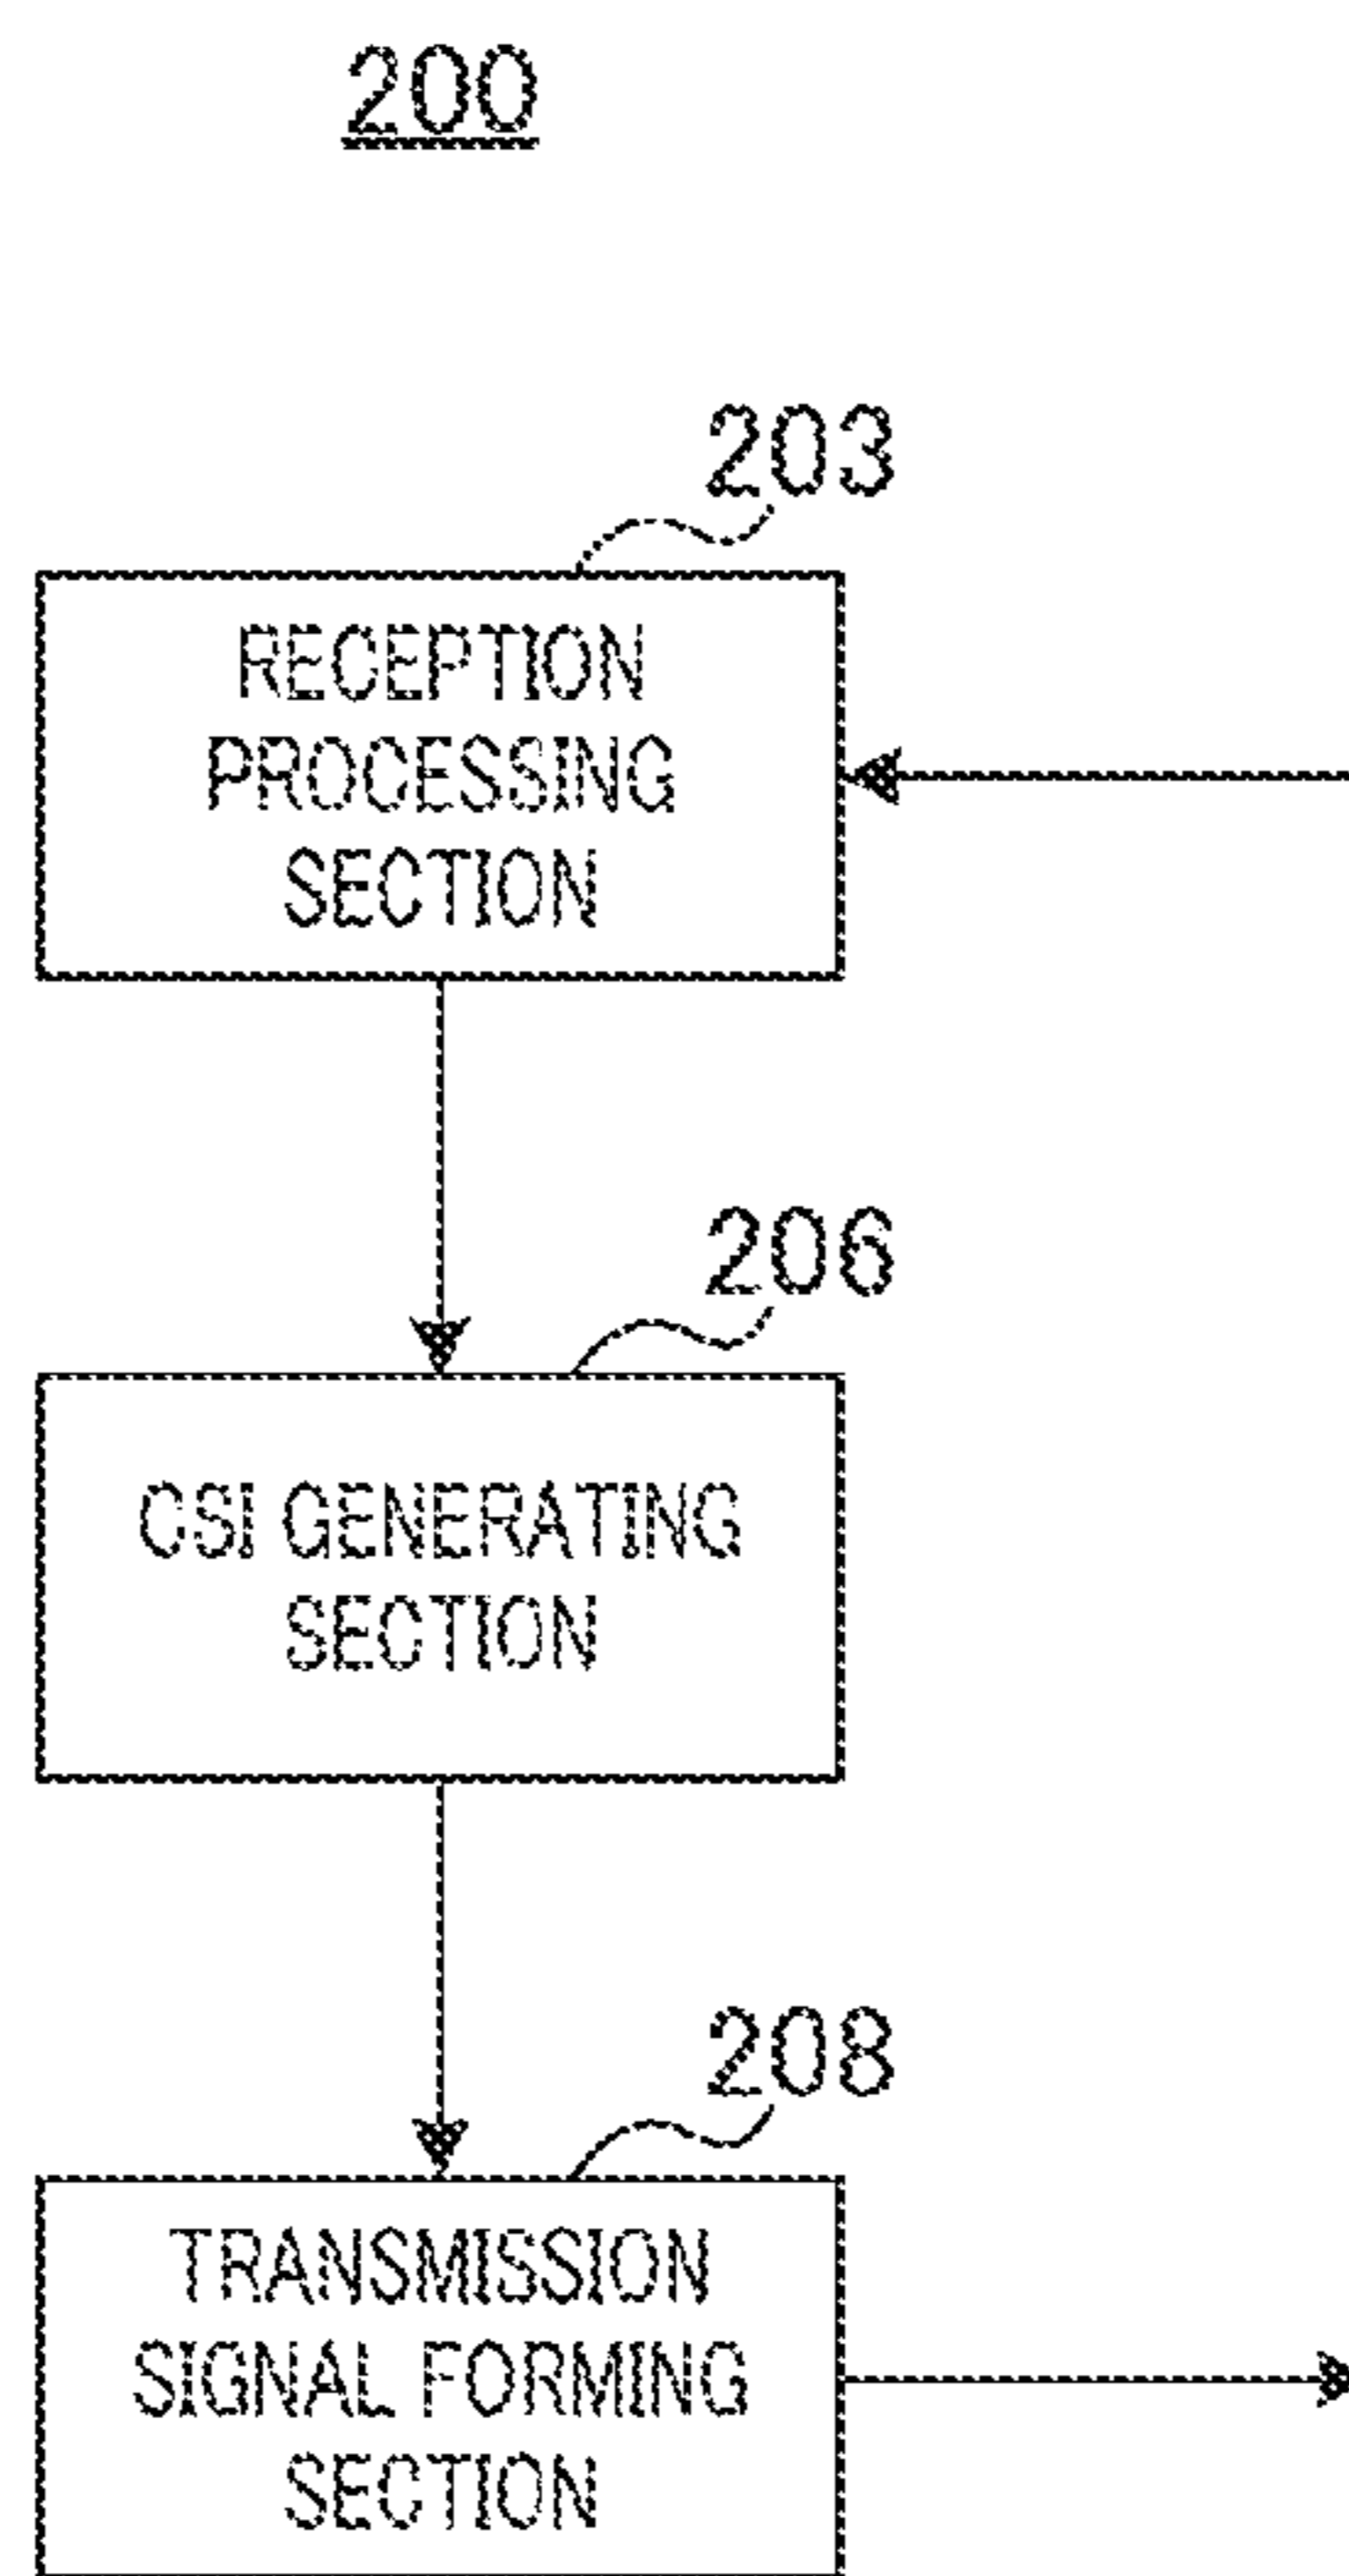 200
203
RECEPTION
PROCESSING
SECTION
206
CSI GENERATING
SECTION
208
TRANSMISSION
SIGNAL FORMING
SECTION